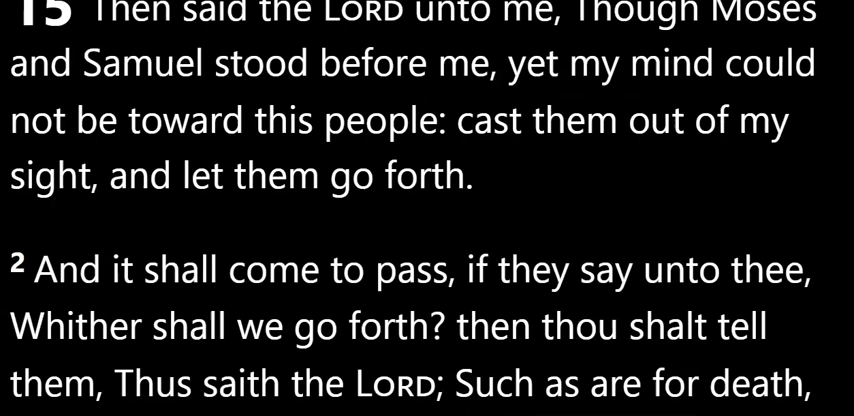 15 Then said the LORD unto me, Though Moses
and Samuel stood before me, yet my mind could
not be toward this people: cast them out of my
sight, and let them go forth.
2 And it shall come to pass, if they say unto thee,
Whither shall we go forth? then thou shalt tell
them, Thus saith the LORD; Such as are for death,